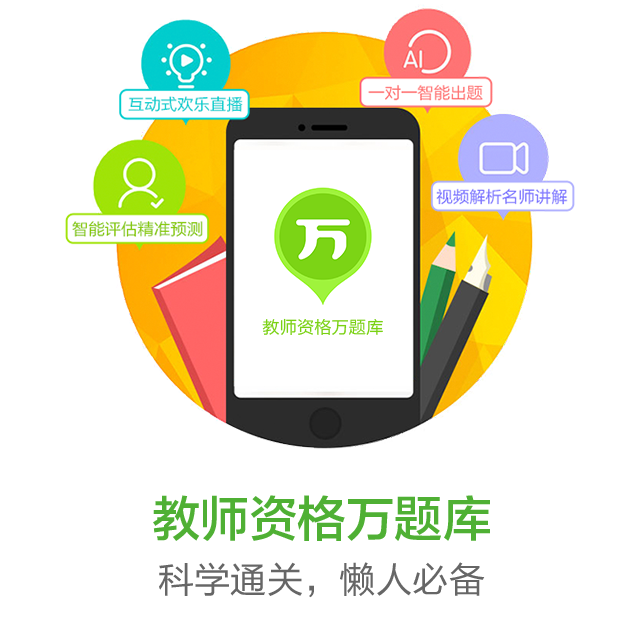 AI
互动式欢乐直播
一对一智能出题
智能评估精准预测
视频解析名师讲解
万
教师资格万题库
教师资格万题库
科学通关，懒人必备